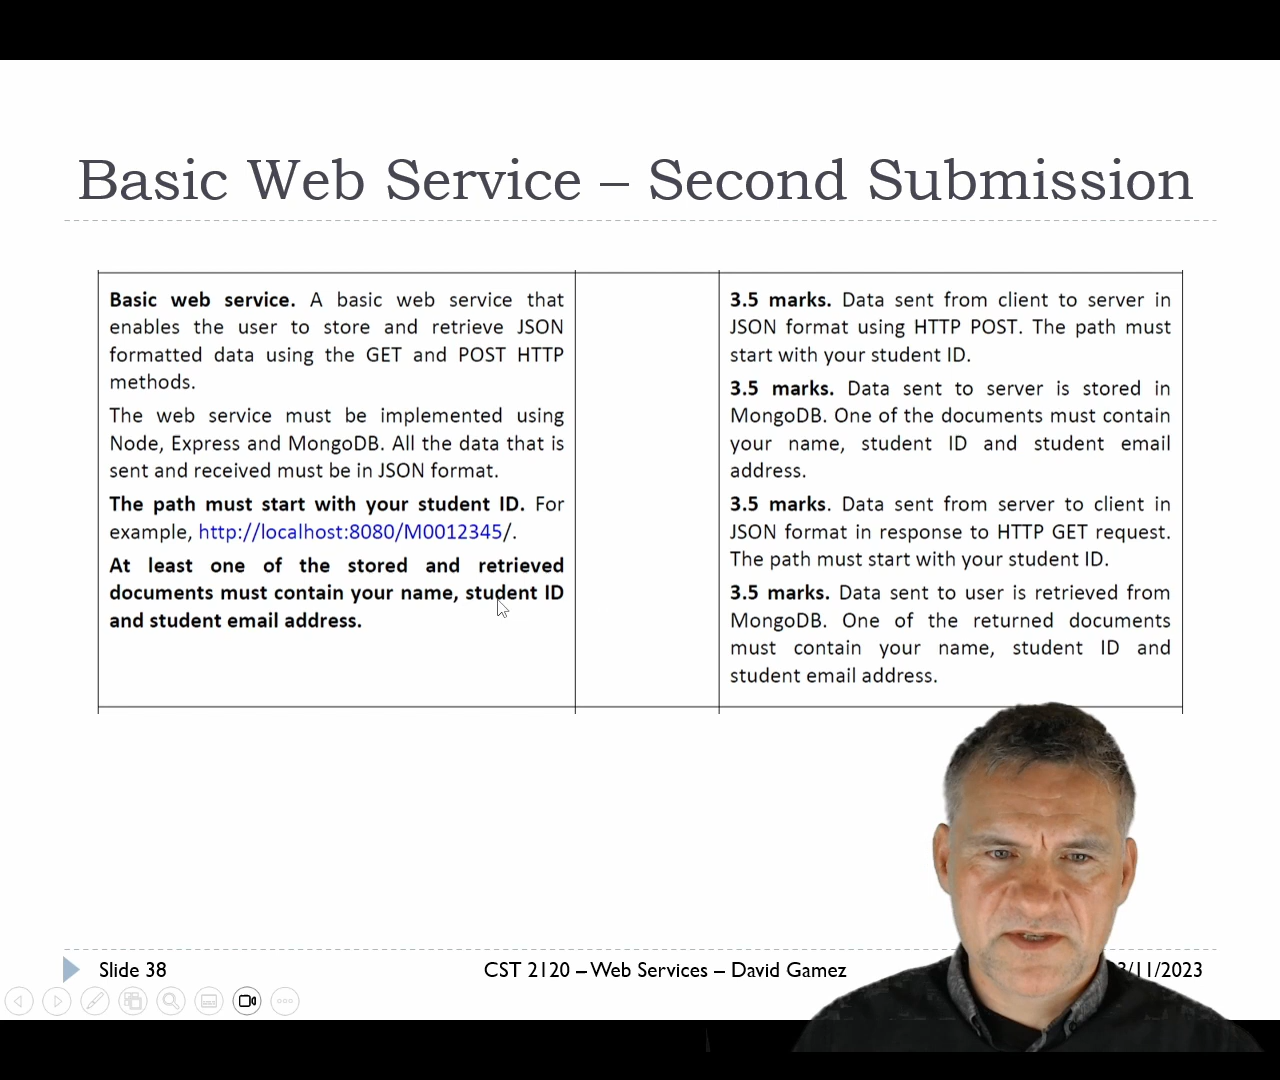 Basic Web Service – Second Submission
Basic web service. A basic web service that
enables the user to store and retrieve JSON
formatted data using the GET and POST HTTP
methods.
The web service must be implemented using
Node, Express and MongoDB. All the data that is
sent and received must be in JSON format.
The path must start with your student ID. For
example, http://localhost:8080/M0012345/.
At least one of the stored and retrieved
documents must contain your name, student ID
and student email address.
3.5 marks. Data sent from client to server in
JSON format using HTTP POST. The path must
start with your student ID.
3.5 marks. Data sent to server is stored in
MongoDB. One of the documents must contain
your name, student ID and student email
address.
3.5 marks. Data sent from server to client in
JSON format in response to HTTP GET request.
The path must start with your student ID.
3.5 marks. Data sent to user is retrieved from
MongoDB. One of the returned documents
must contain your name, student ID and
student email address.
Slide 38
CST 2120 – Web Services – David Gamez
/11/2023